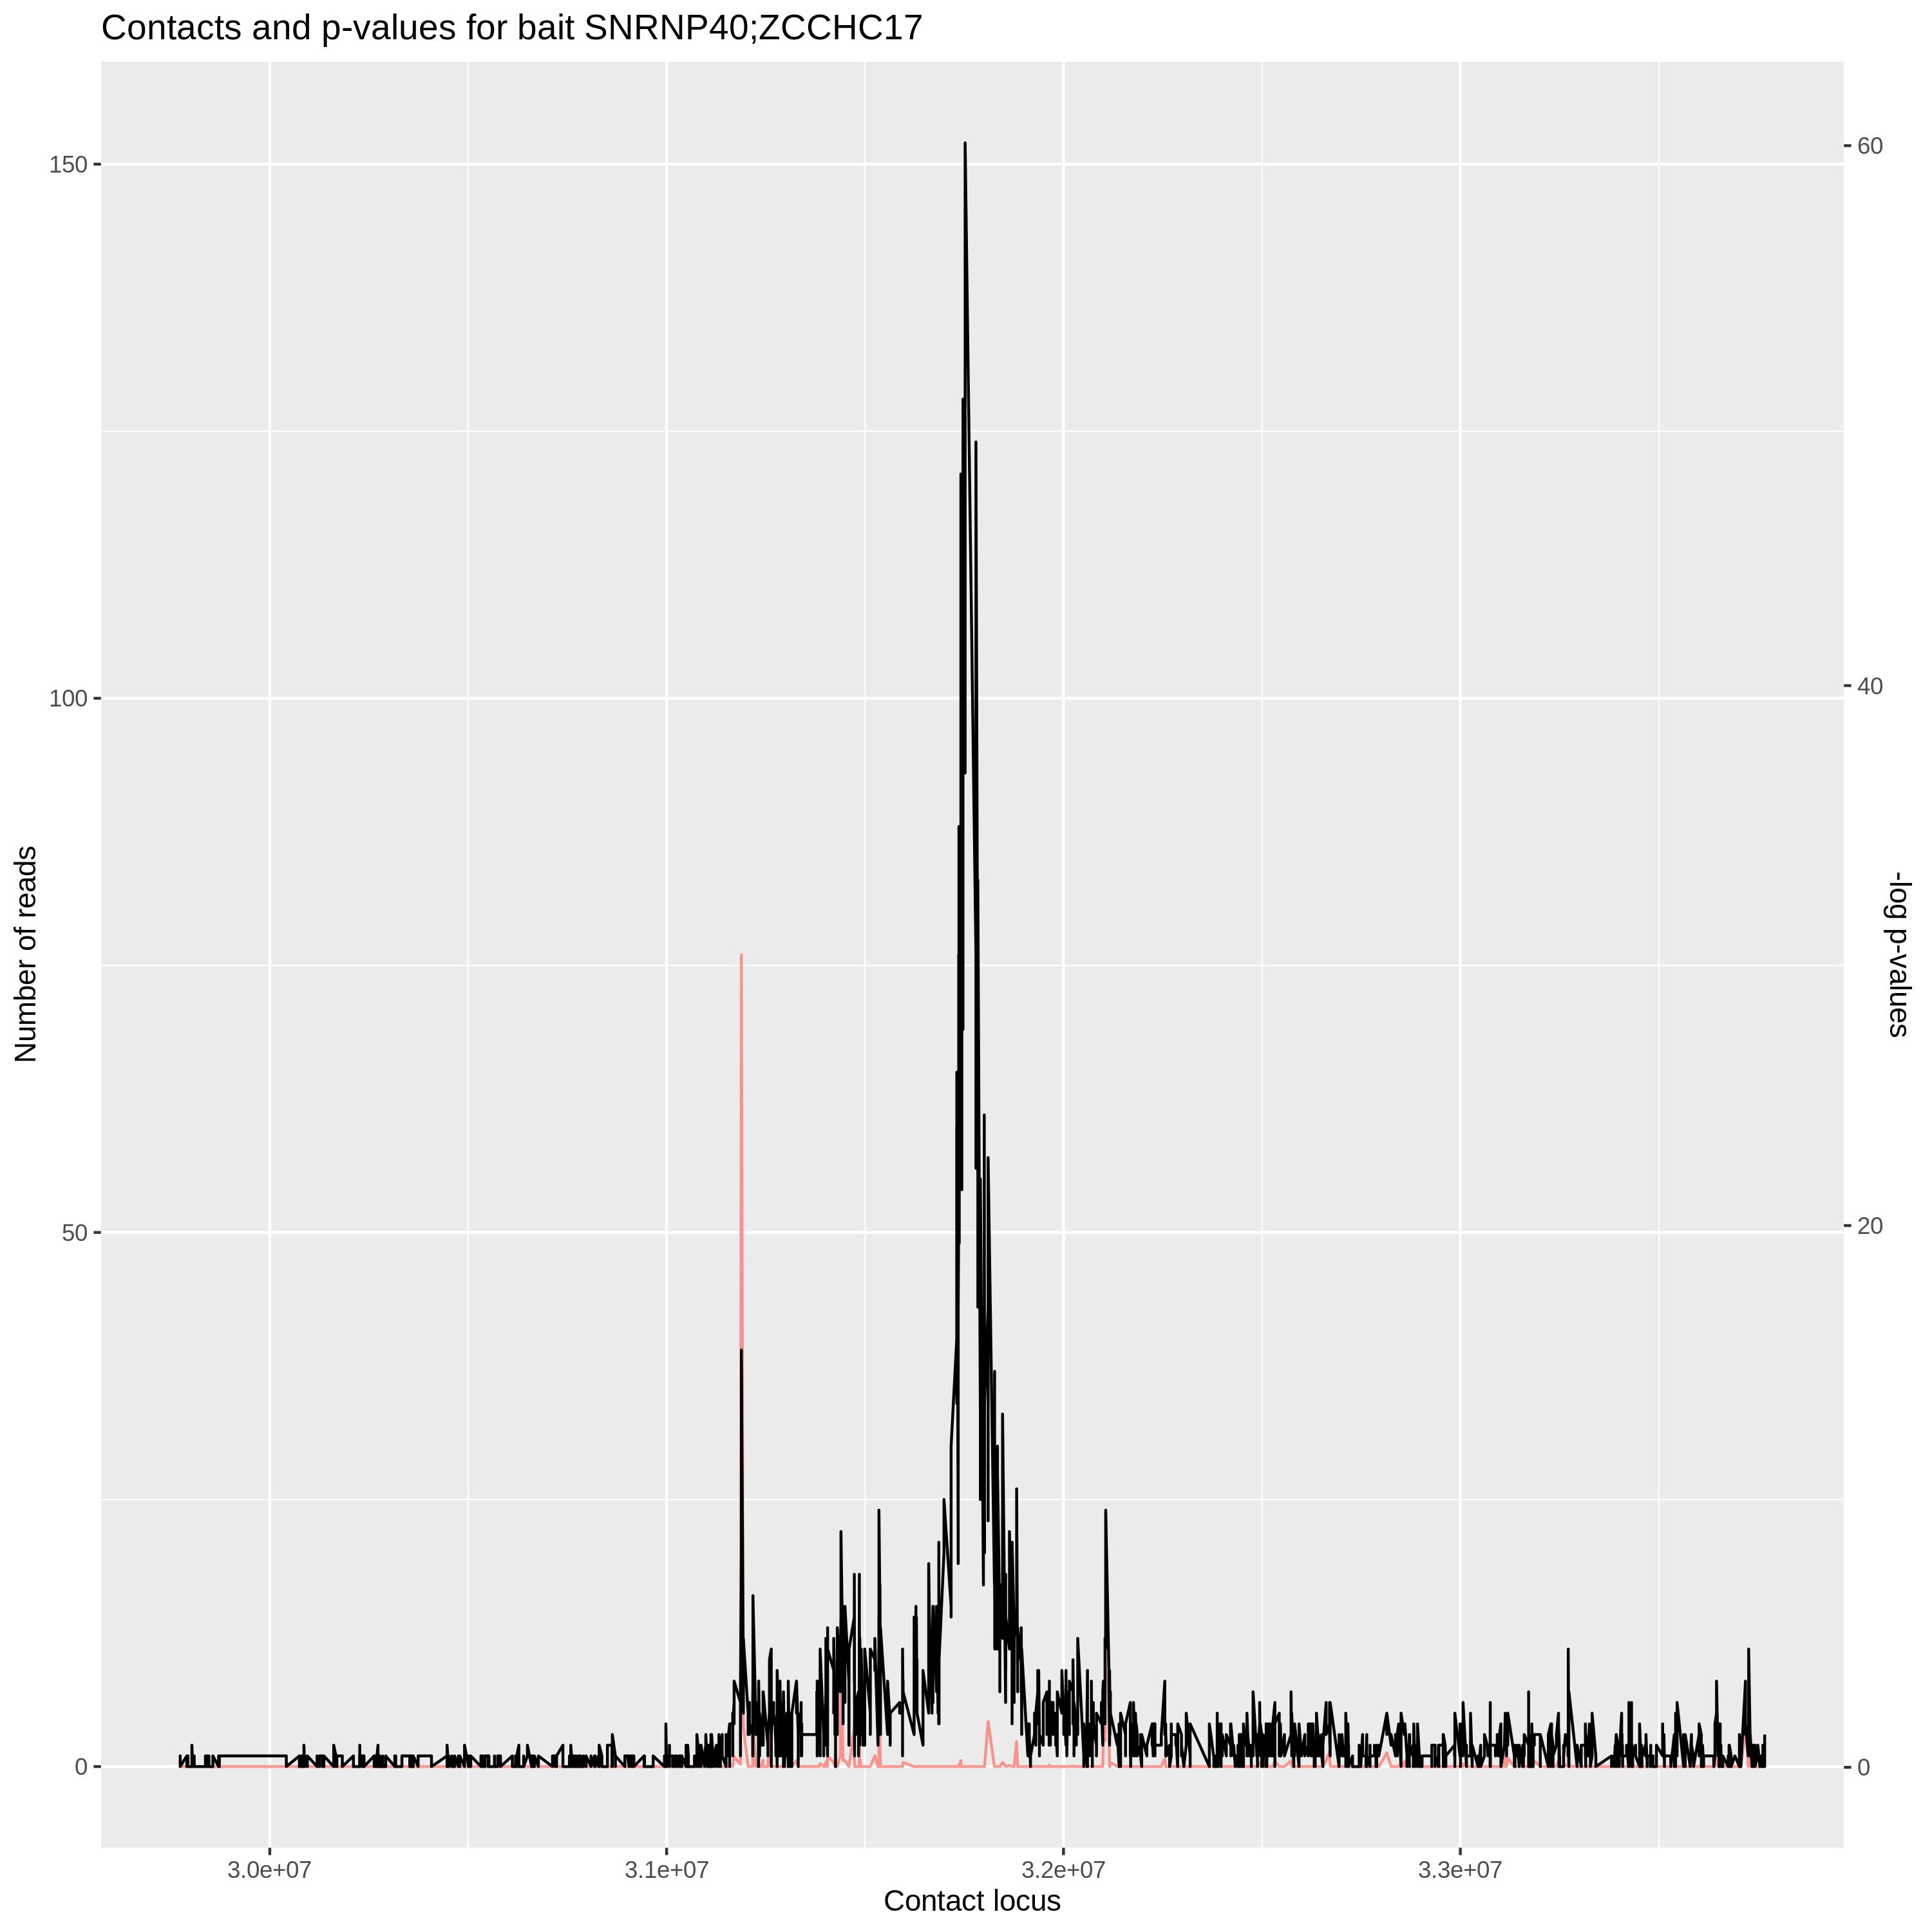 Contacts and p-values for bait SNRNP40;ZCCHC17
150
100
50
0
Number of reads
60
40
20
0
-log p-values
3.0e+07
3.1e+07
3.2e+07
3.3e+07
Contact locus